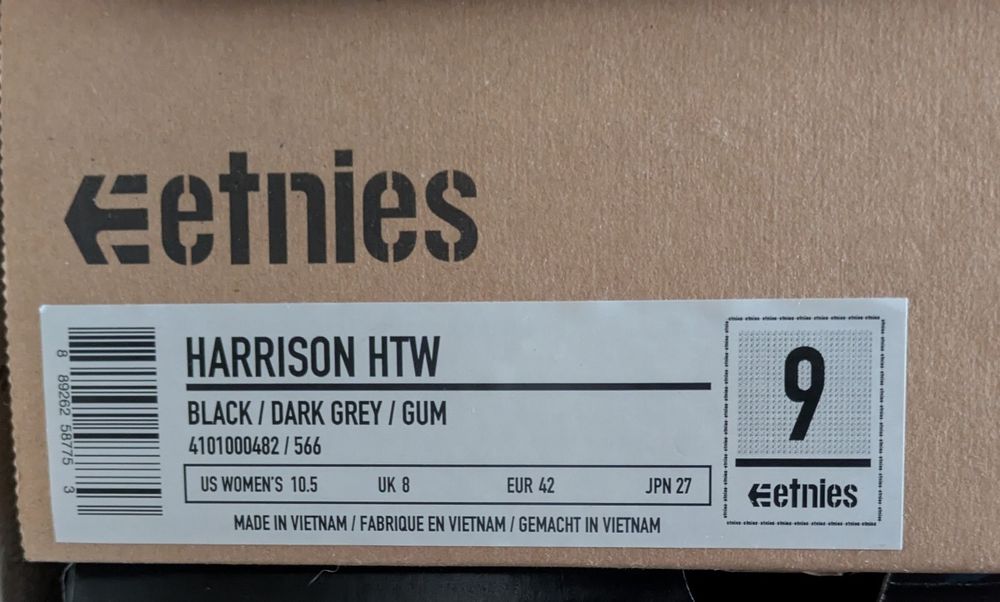 etnies
HARRISON HTW
BLACK / DARK GREY / GUM
4101000482 / 566
US WOMEN'S 10.5 UK 8 EUR 42 JPN 27
MADE IN VIETNAM / FABRIQUE EN VIETNAM / GEMACHT IN VIETNAM
8 89262 58775 3
9
etnies